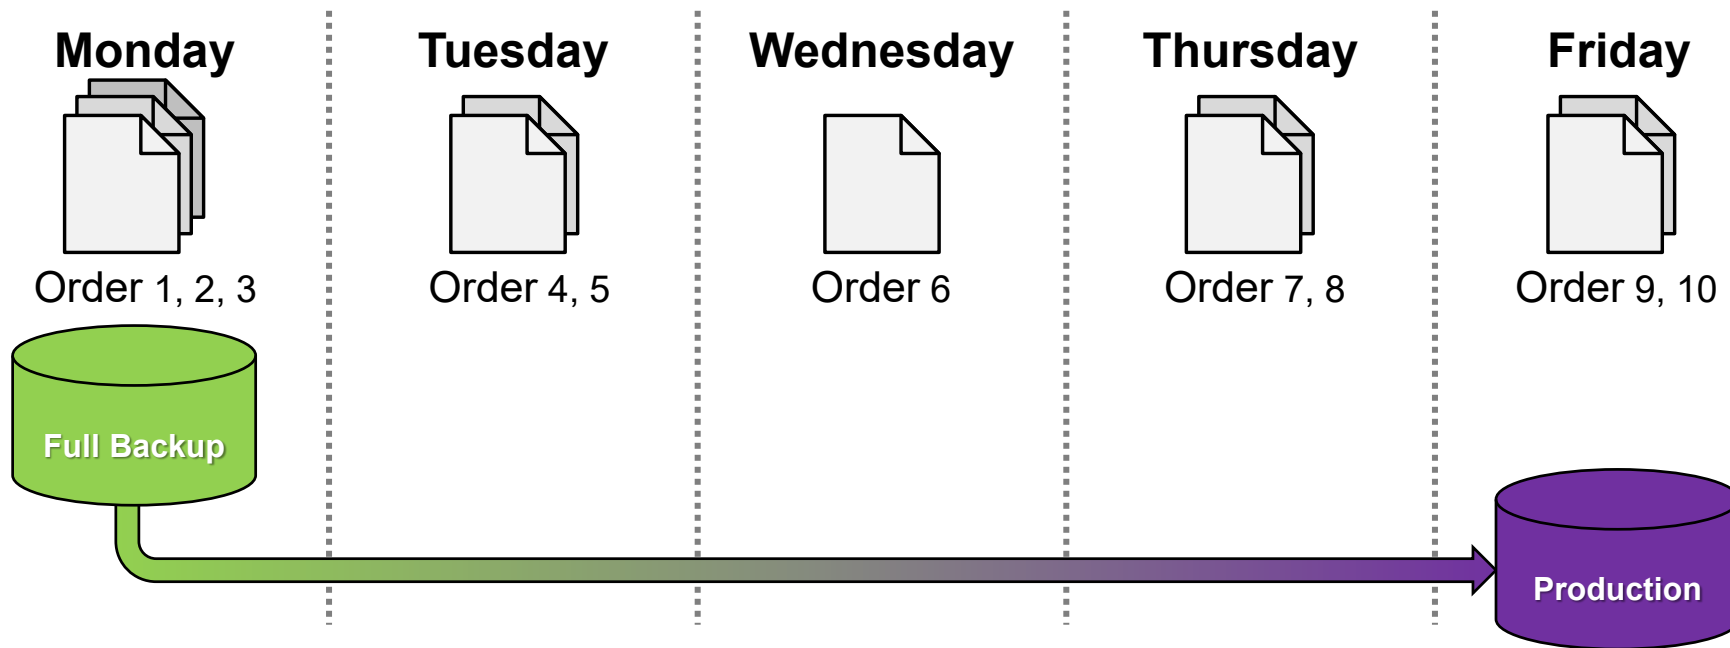 Monday
Tuesday
Wednesday
Thursday
Friday
Order 1, 2, 3
Order 4, 5
Order 6
Order 7, 8
Order 9, 10
Full Backup
Production